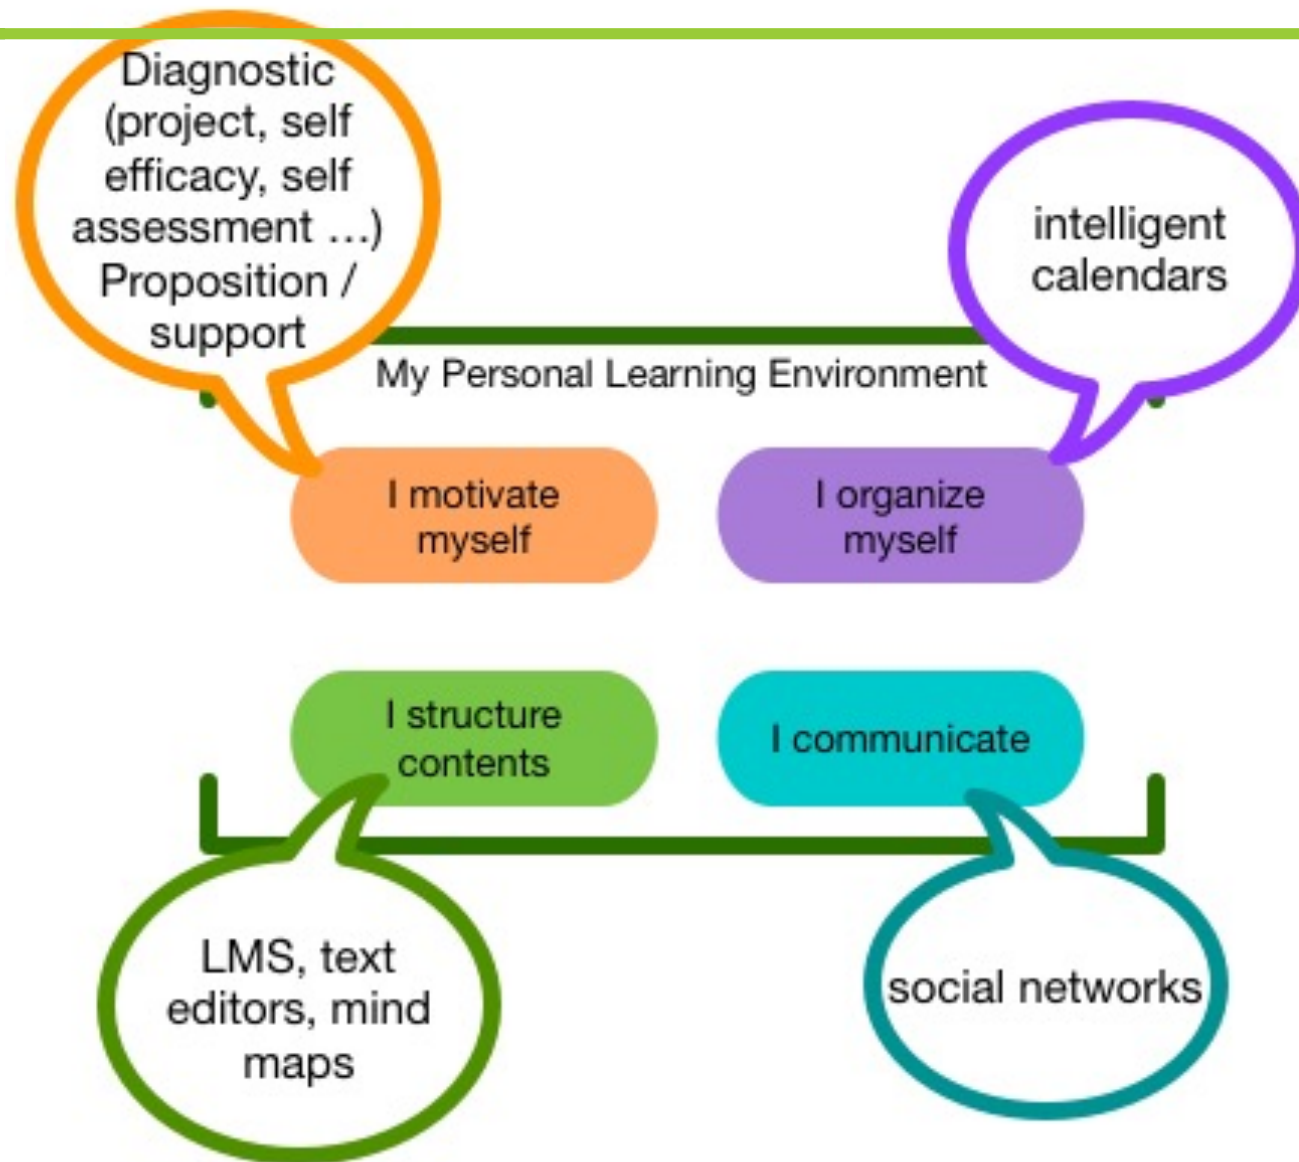 Diagnostic
(project, self
efficacy, self
assessment ...)
Proposition /
support
intelligent
calendars
My Personal Learning Environment
I motivate
myself
I organize
myself
I structure
contents
I communicate
LMS, text
editors, mind
maps
social networks